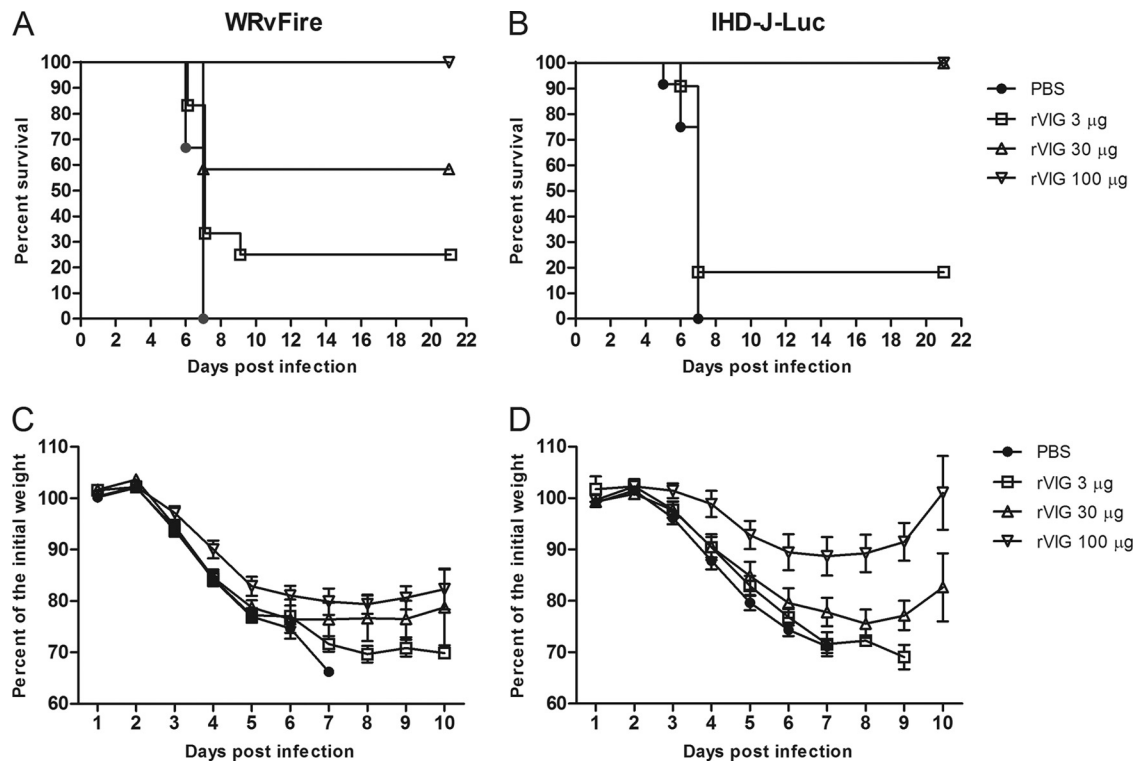 A
WRvFire
Percent survival
100
90
80
70
60
50
40
30
20
10
0
0 2 4 6 8 10 12 14 16 18 20 22
Days post infection
B
IHD-J-Luc
Percent survival
100
90
80
70
60
50
40
30
20
10
0
0 2 4 6 8 10 12 14 16 18 20 22
Days post infection
PBS
rVIG 3 μg
rVIG 30 μg
rVIG 100 μg
C
Percent of the initial weight
110
100
90
80
70
60
1 2 3 4 5 6 7 8 9 10
Days post infection
D
Percent of the initial weight
110
100
90
80
70
60
1 2 3 4 5 6 7 8 9 10
Days post infection
PBS
rVIG 3 μg
rVIG 30 μg
rVIG 100 μg